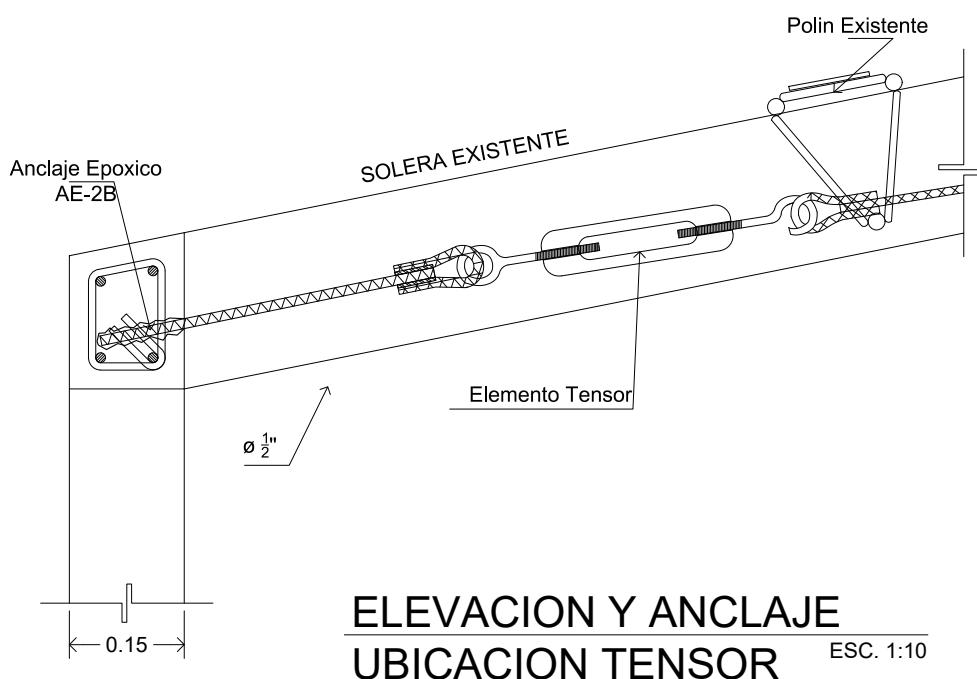 Polin Existente
SOLERA EXISTENTE
Anclaje Epoxico
AE-2B
Elemento Tensor
ø 1/2"
0.15
ELEVACION Y ANCLAJE
UBICACION TENSOR
ESC. 1:10